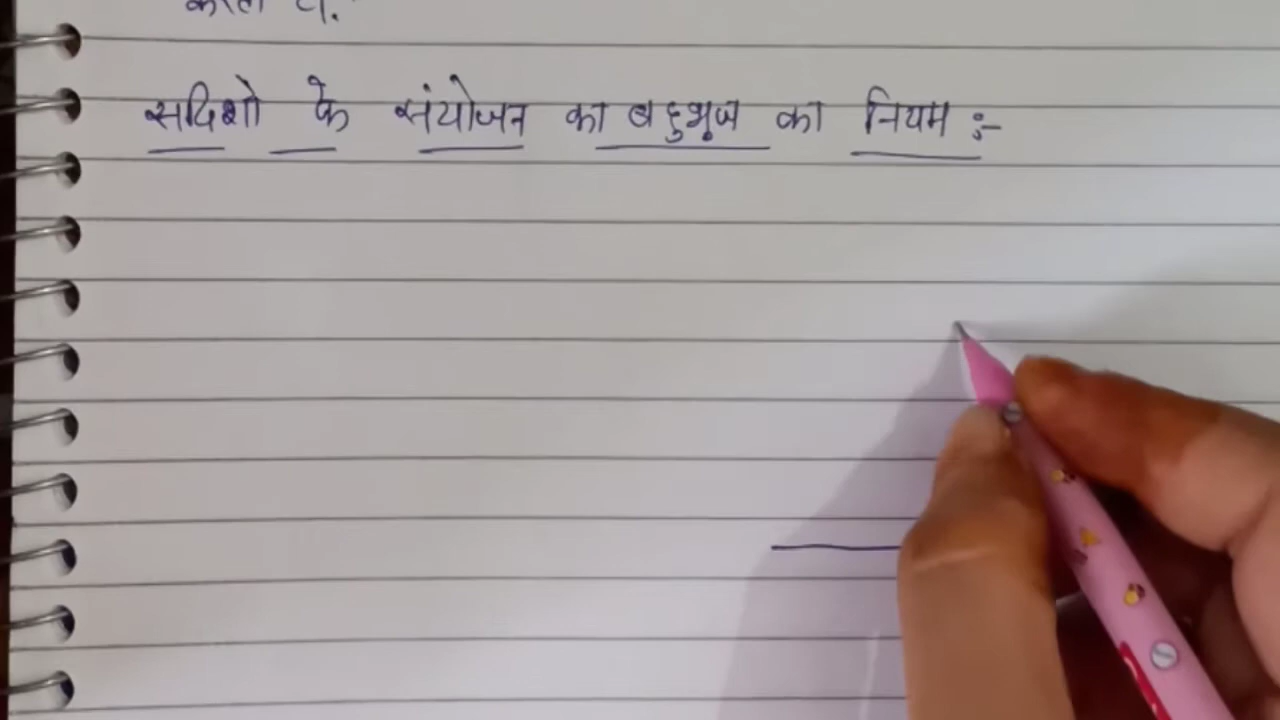 सदिशो के संयोजन का बहुभूज का नियम :-